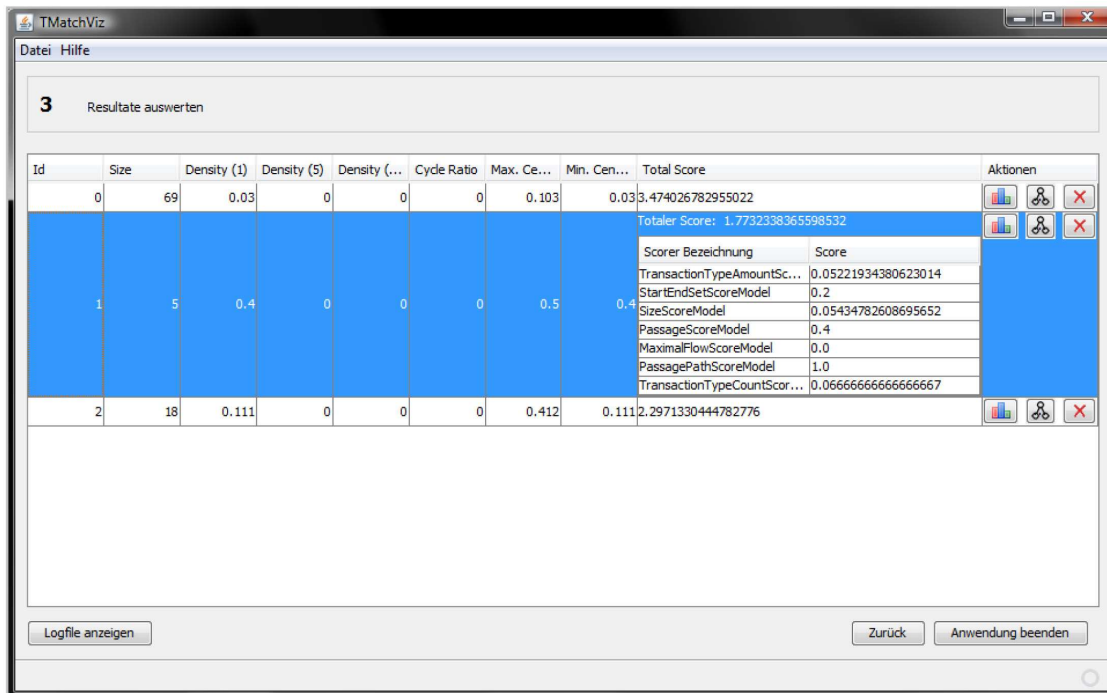 TMatchViz
Datei Hilfe
3 Resultate auswerten
Id Size Density (1) Density (5) Density (... Cycle Ratio Max. Ce... Min. Cen... Total Score Aktionen
0 69 0.03 0 0 0 0.103 0.03 3.474026782955022
Totaler Score: 1.7732338365598532
Scorer Bezeichnung Score
TransactionTypeAmountSc... 0.05221934380623014
StartEndSetScoreModel 0.2
1 5 0.4 0 0 0 0.5 0.4
SizeScoreModel 0.05434782608695652
PassageScoreModel 0.4
MaximalFlowScoreModel 0.0
PassagePathScoreModel 1.0
TransactionTypeCountScor... 0.06666666666666667
2 18 0.111 0 0 0 0.412 0.111 2.2971330444782776
Logfile anzeigen Zurück Anwendung beenden